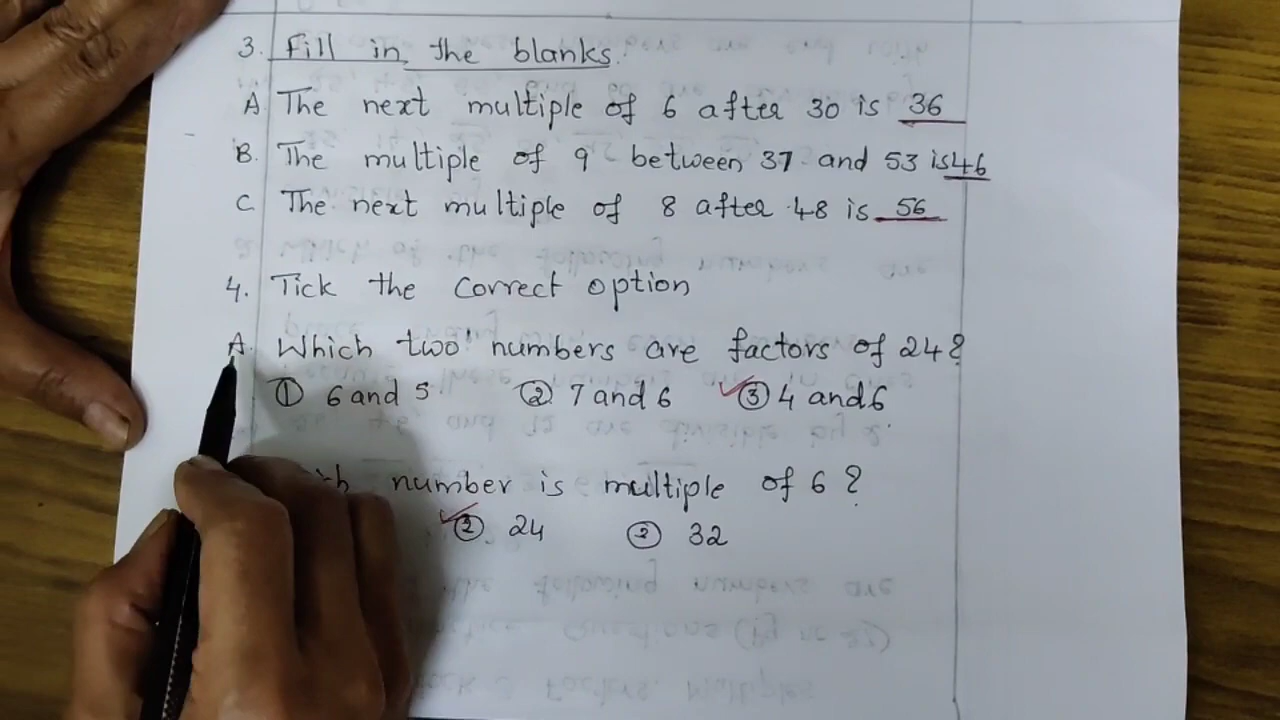 3. Fill in the blanks.
A The next multiple of 6 after 30 is 36
B. The multiple of 9 between 37 and 53 is 46
C The next multiple of 8 after 48 is 56
4. Tick the correct option
A. Which two numbers are factors of 24?
① 6 and 5 ② 7 and 6 ③ 4 and 6
number is multiple of 6?
② 24 ② 32